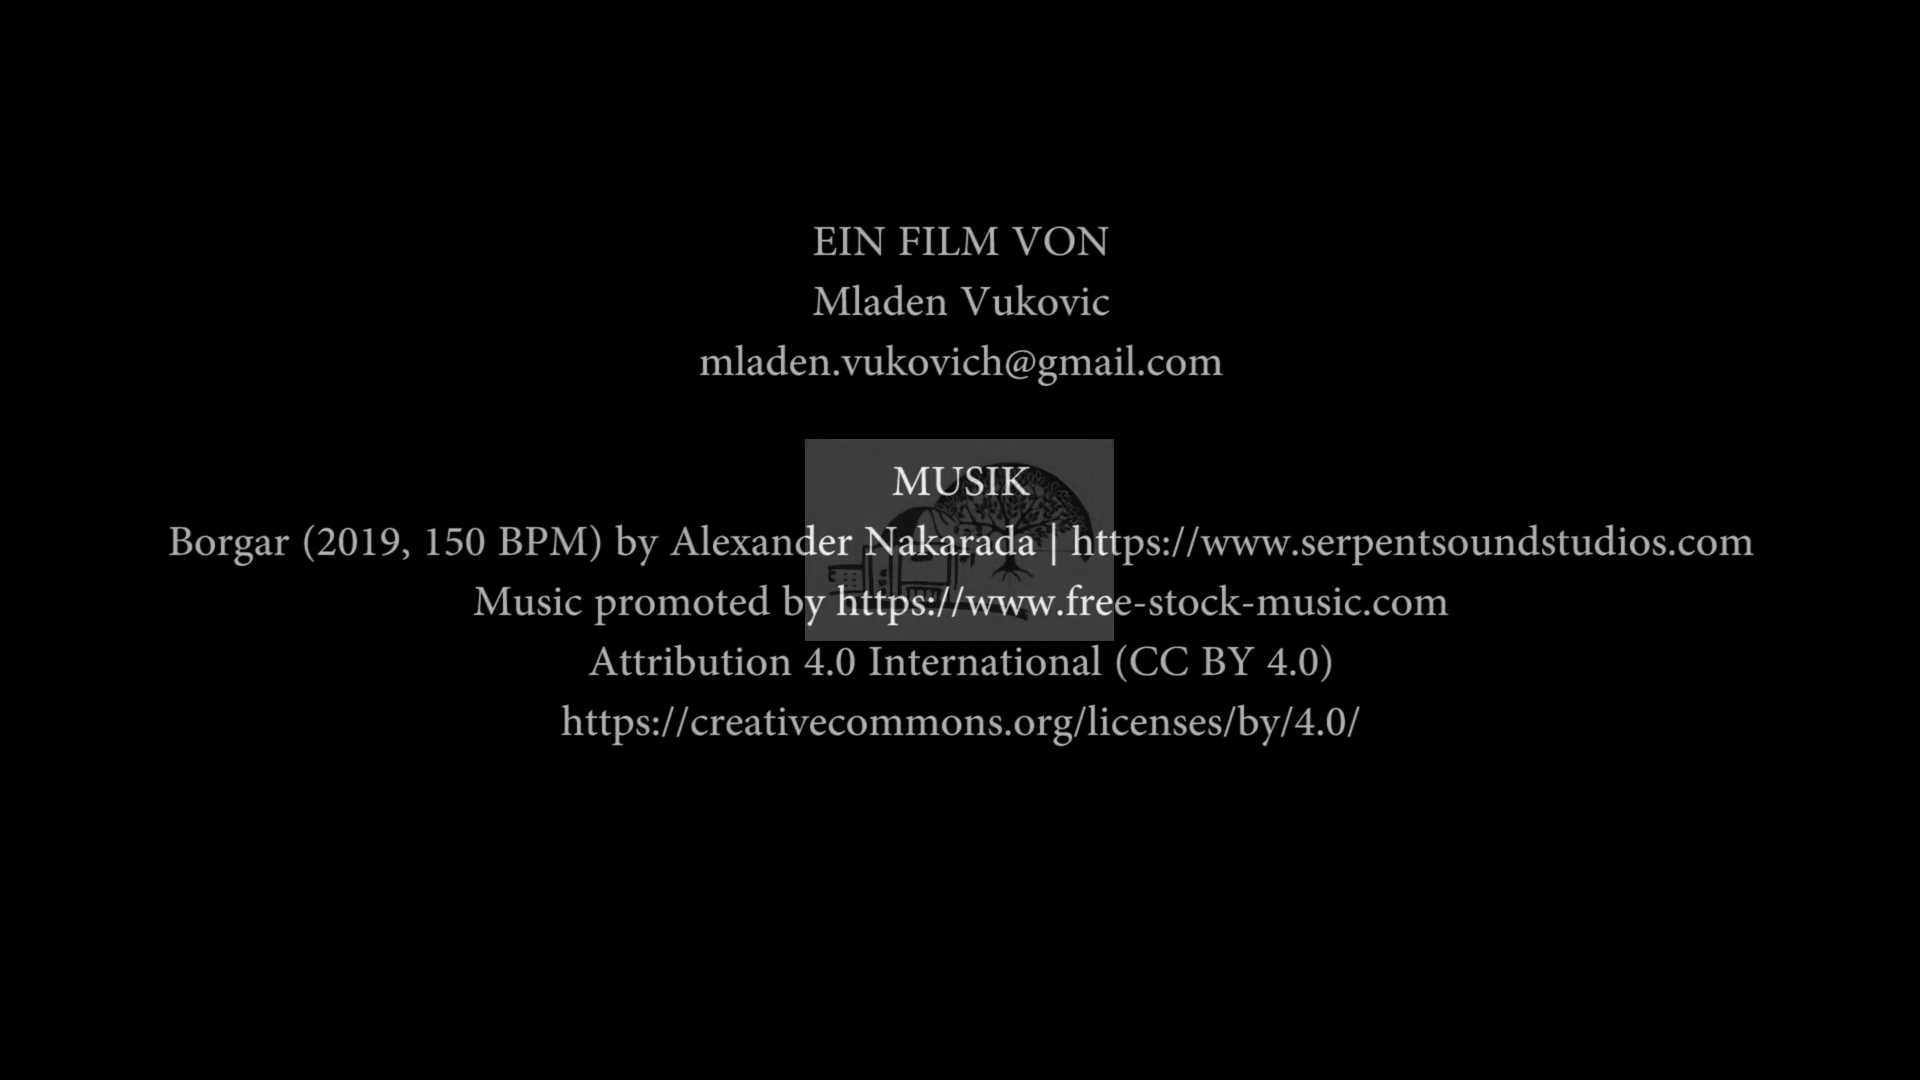 EIN FILM VON
Mladen Vukovic
mladen.vukovich@gmail.com
MUSIK
Borgar (2019, 150 BPM) by Alexander Nakarada | https://www.serpentsoundstudios.com
Music promoted by https://www.free-stock-music.com
Attribution 4.0 International (CC BY 4.0)
https://creativecommons.org/licenses/by/4.0/